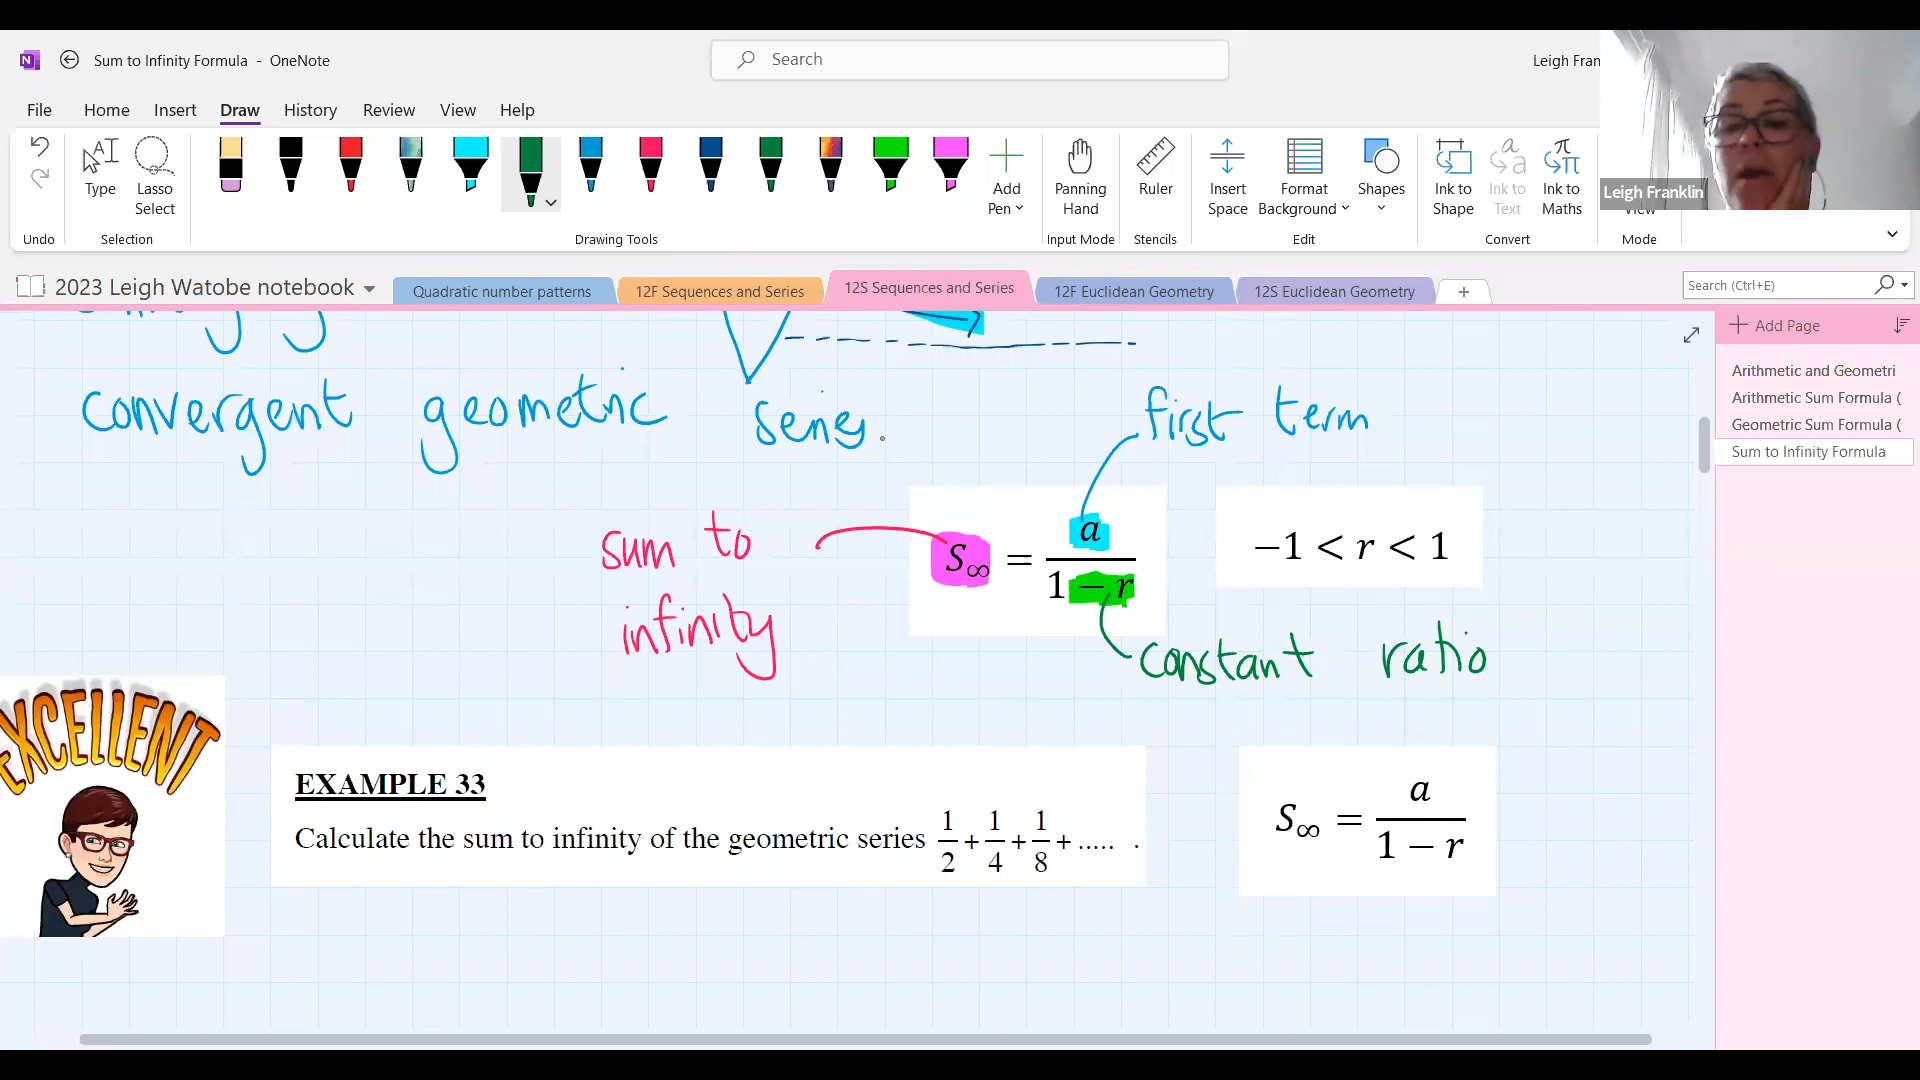 Sum to Infinity Formula - OneNote
Search
Leigh Fran
File Home Insert Draw History Review View Help
Undo
Type
Lasso Select
Selection
Drawing Tools
Add Pen
Panning Hand
Input Mode
Ruler
Stencils
Insert Space
Format Background
Shapes
Edit
Ink to Shape
Ink to Text
Ink to Maths
Convert
View
Mode
Leigh Franklin
2023 Leigh Watobe notebook
Quadratic number patterns
12F Sequences and Series
12S Sequences and Series
12F Euclidean Geometry
12S Euclidean Geometry
+
Search (Ctrl+E)
Add Page
Arithmetic and Geometri
Arithmetic Sum Formula (
Geometric Sum Formula (
Sum to Infinity Formula
convergent geometric series.
first term
sum to
infinity
S∞ = a / (1 − r)
−1 < r < 1
constant ratio
EXCELLENT
EXAMPLE 33
Calculate the sum to infinity of the geometric series 1/2 + 1/4 + 1/8 + ..... .
S∞ = a / (1 − r)